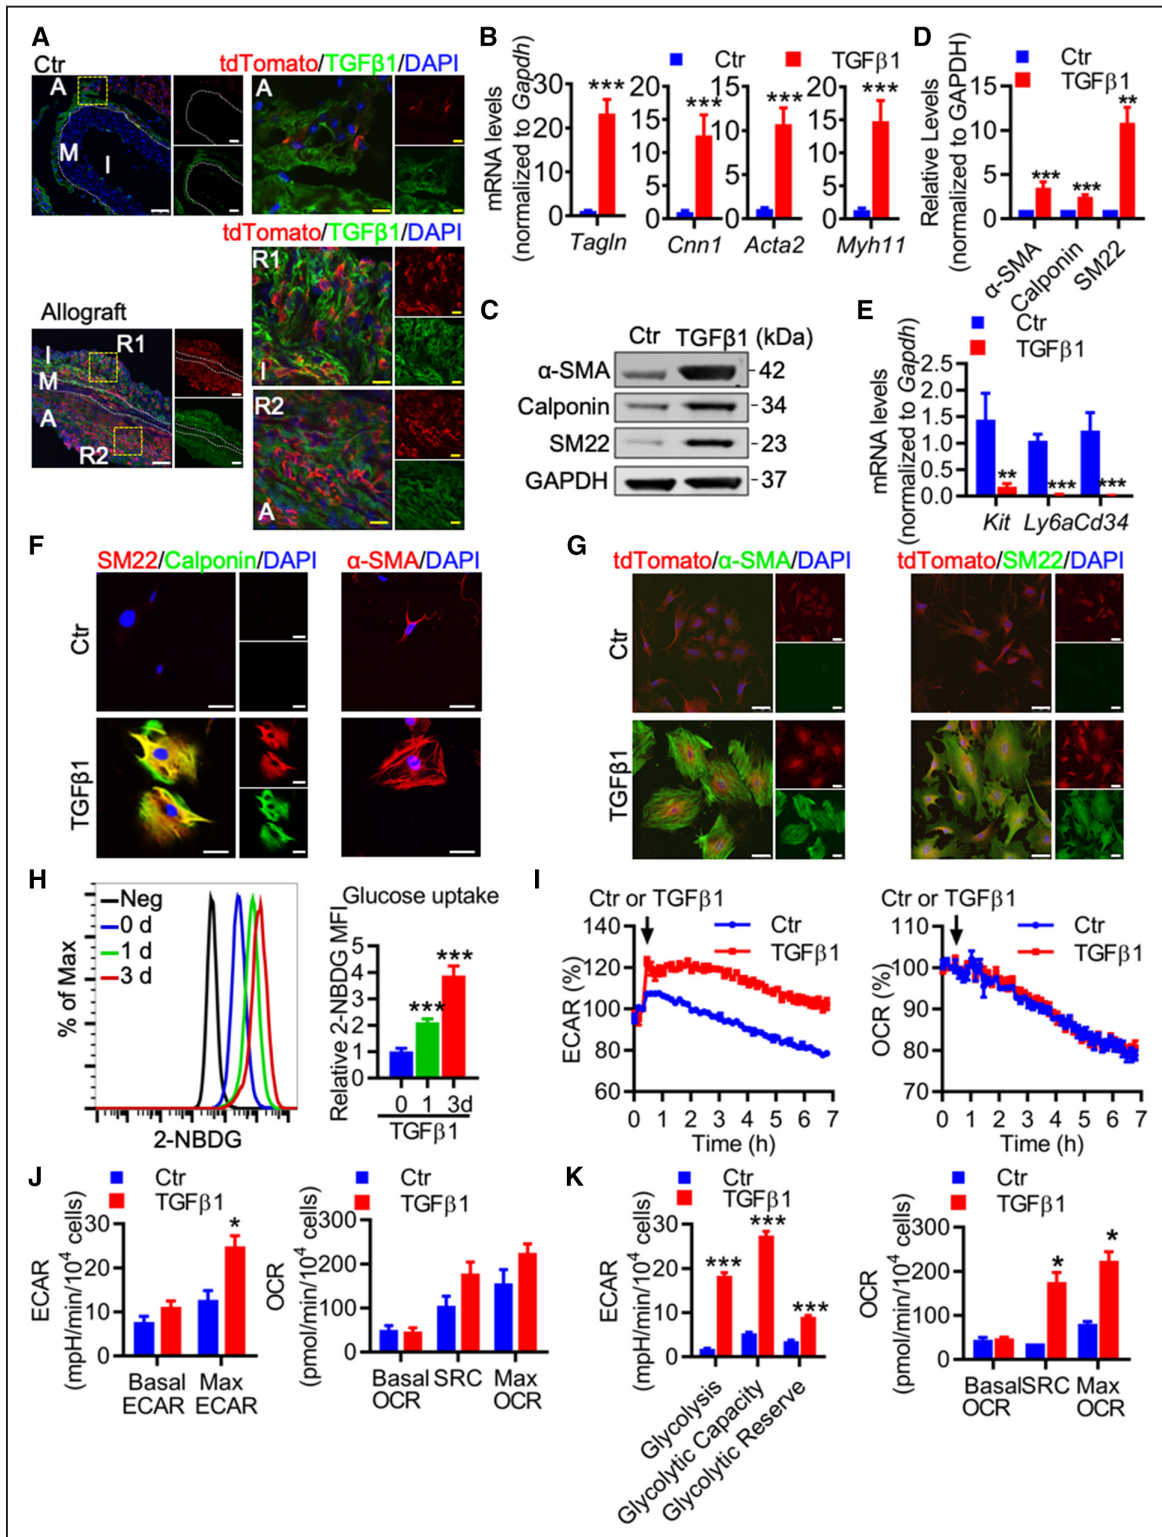 A
Ctr
tdTomato/TGFβ1/DAPI
A
M
I
A
tdTomato/TGFβ1/DAPI
R1
I
Allograft
R1
I
M
A
R2
R2
A
B
Ctr
TGFβ1
mRNA levels
(normalized to Gapdh)
30
20
10
0
***
Tagln
20
15
10
5
0
***
Cnn1
15
10
5
0
***
Acta2
20
15
10
5
0
***
Myh11
C
Ctr TGFβ1 (kDa)
α-SMA -42
Calponin -34
SM22 -23
GAPDH -37
D
Ctr
TGFβ1
Relative Levels
(normalized to GAPDH)
15
10
5
0
***
***
**
α-SMA
Calponin
SM22
E
Ctr
TGFβ1
mRNA levels
(normalized to Gapdh)
2.5
2.0
1.5
1.0
0.5
0.0
**
***
***
Kit Ly6aCd34
F
SM22/Calponin/DAPI
α-SMA/DAPI
Ctr
TGFβ1
G
tdTomato/α-SMA/DAPI
tdTomato/SM22/DAPI
Ctr
TGFβ1
H
Neg
0 d
1 d
3 d
% of Max
2-NBDG
Glucose uptake
Relative 2-NBDG MFI
5
4
3
2
1
0
***
***
0 1 3d
TGFβ1
I
Ctr or TGFβ1
Ctr
TGFβ1
ECAR (%)
140
120
100
80
60
0 1 2 3 4 5 6 7
Time (h)
Ctr or TGFβ1
Ctr
TGFβ1
OCR (%)
110
100
90
80
70
0 1 2 3 4 5 6 7
Time (h)
J
Ctr
TGFβ1
ECAR
(mpH/min/10⁴ cells)
30
20
10
0
*
Basal
ECAR
Max
ECAR
Ctr
TGFβ1
OCR
(pmol/min/10⁴ cells)
300
200
100
0
Basal
OCR
SRC
Max
OCR
K
Ctr
TGFβ1
ECAR
(mpH/min/10⁴ cells)
30
20
10
0
***
***
***
Glycolysis
Glycolytic Capacity
Glycolytic Reserve
Ctr
TGFβ1
OCR
(pmol/min/10⁴ cells)
300
200
100
0
*
*
Basal
OCR
SRC
Max
OCR